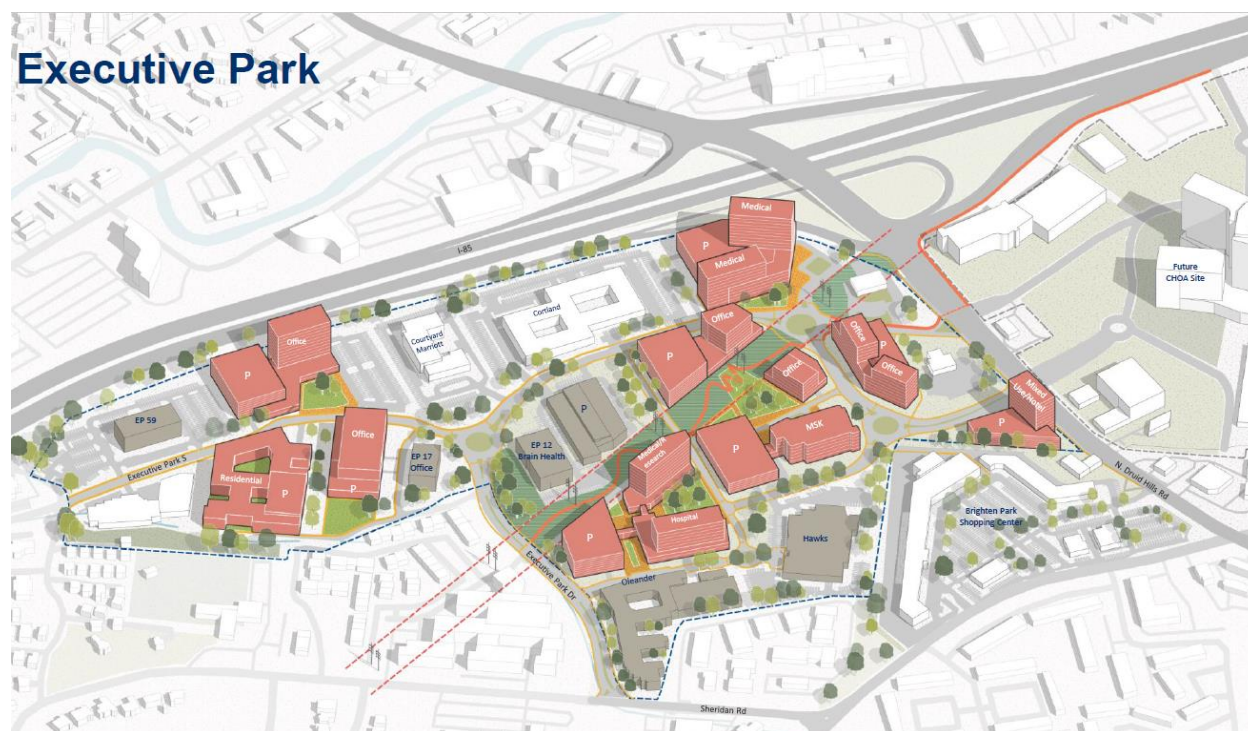 Executive Park
I-85
Medical
P
Medical
Future
CHOA Site
Cortland
Courtyard
Marriott
Office
Office
P
Office
P
Office
P
Office
Office
P
EP 59
Office
P
EP 17
Office
EP 12
Brain Health
P
MSK
P
Mixed
Use/Hotel
P
Executive Park S
Residential
P
Medical/R
esearch
Hospital
P
Hawks
N. Druid Hills Rd
Brighten Park
Shopping Center
Executive Park Dr
Oleander
Sheridan Rd